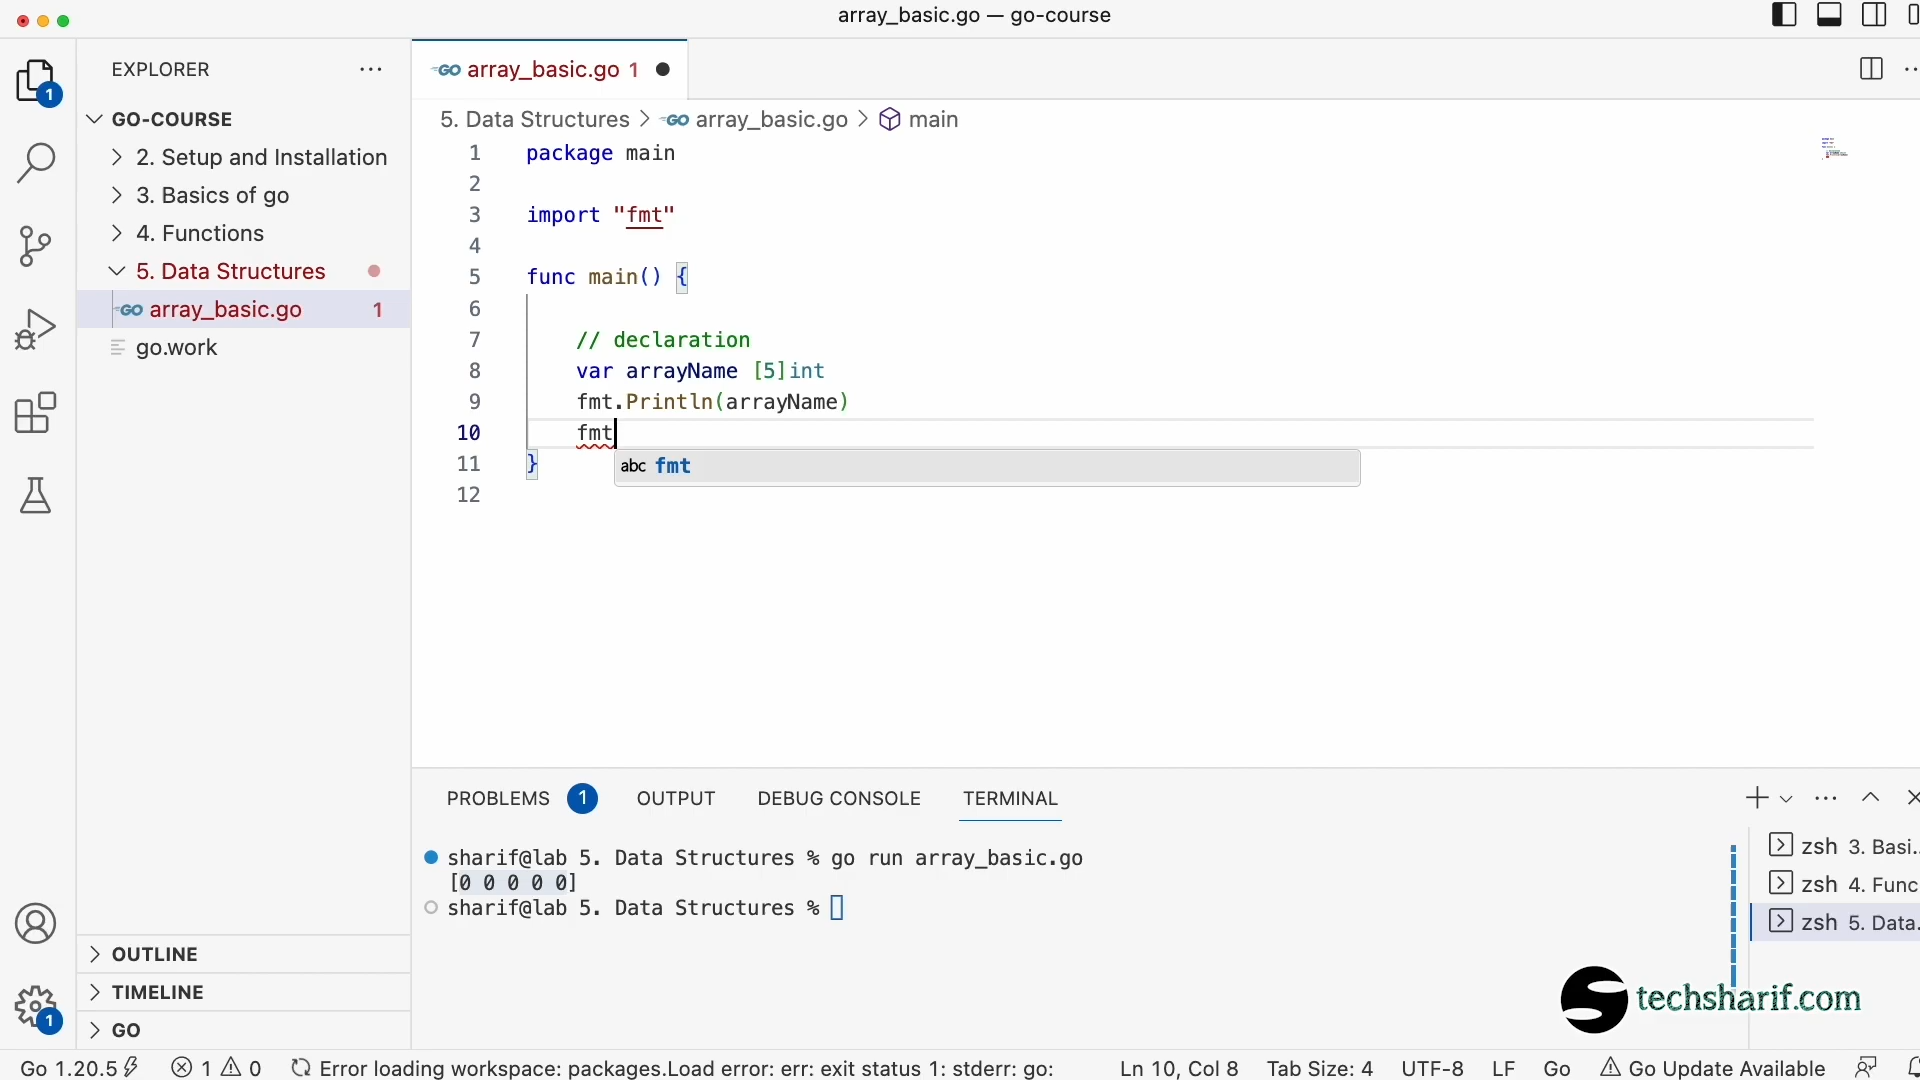 array_basic.go — go-course
EXPLORER
GO-COURSE
2. Setup and Installation
3. Basics of go
4. Functions
5. Data Structures
GO array_basic.go 1
go.work
OUTLINE
TIMELINE
GO
1
1
GO array_basic.go 1
5. Data Structures > GO array_basic.go > main
1 package main
2
3 import "fmt"
4
5 func main() {
6
7 // declaration
8 var arrayName [5]int
9 fmt.Println(arrayName)
10 fmt
11 }
12
abc fmt
PROBLEMS 1 OUTPUT DEBUG CONSOLE TERMINAL
sharif@lab 5. Data Structures % go run array_basic.go
[0 0 0 0 0]
sharif@lab 5. Data Structures %
zsh 3. Basi...
zsh 4. Func
zsh 5. Data.
techsharif.com
Go 1.20.5 1 0 Error loading workspace: packages.Load error: err: exit status 1: stderr: go: Ln 10, Col 8 Tab Size: 4 UTF-8 LF Go Go Update Available